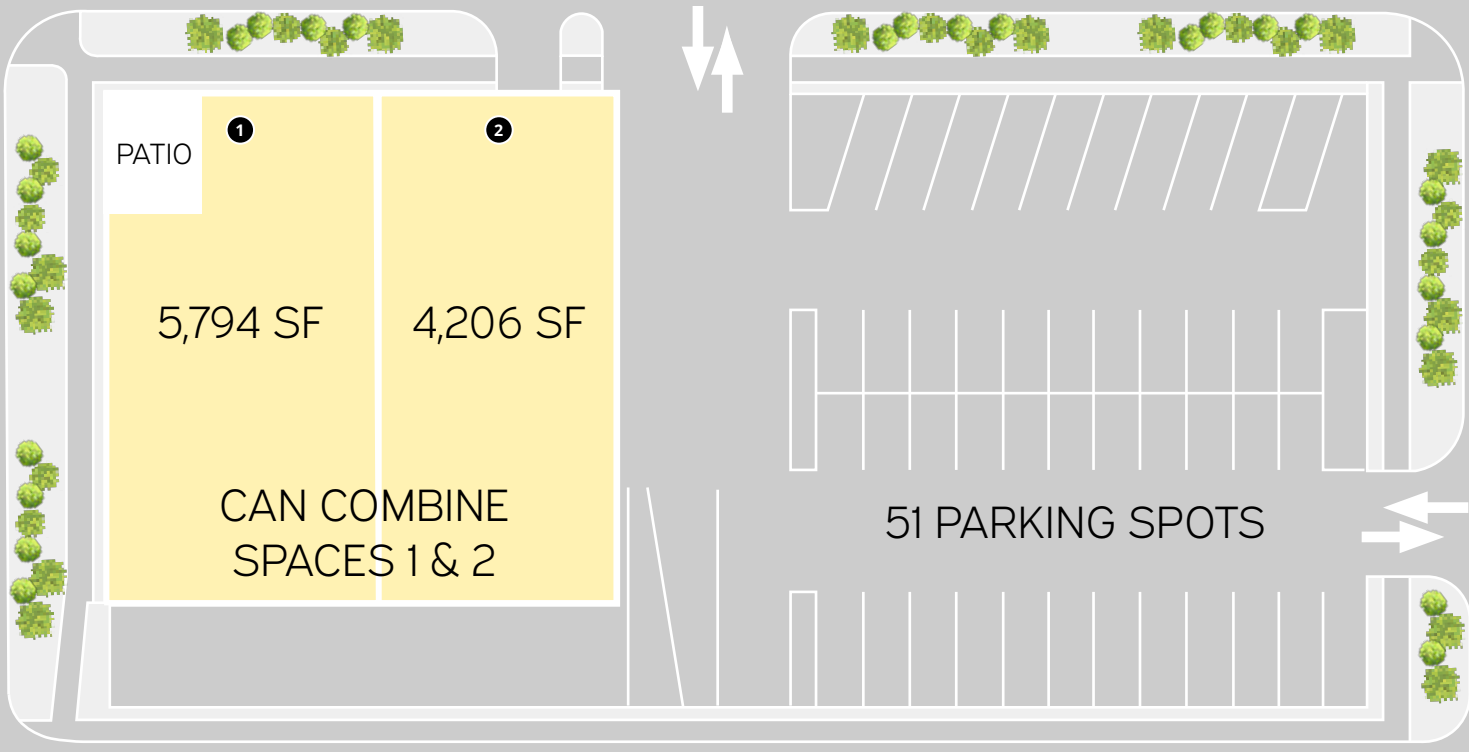 1
2
PATIO
5,794 SF
4,206 SF
CAN COMBINE
SPACES 1 & 2
51 PARKING SPOTS